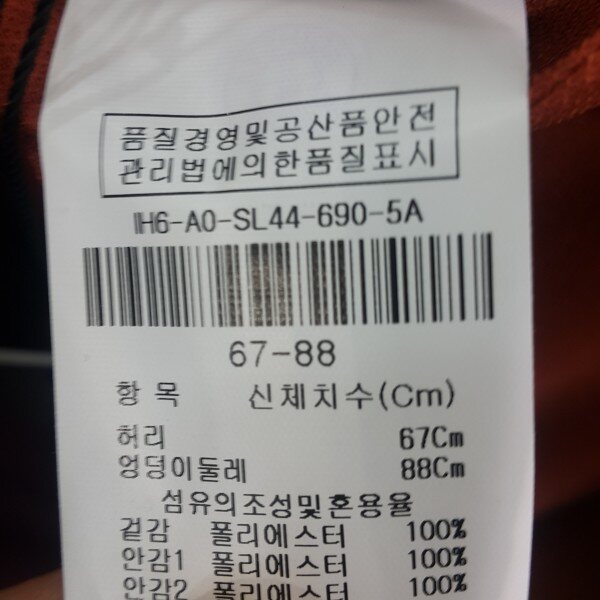 품질경영및공산품안전
관리법에의한품질표시
IH6-A0-SL44-690-5A
67-88
항 목 신체치수(Cm)
허리 67Cm
엉덩이둘레 88Cm
섬유의조성및혼용율
겉감 폴리에스터 100%
안감1 폴리에스터 100%
안감2 폴리에스터 100%